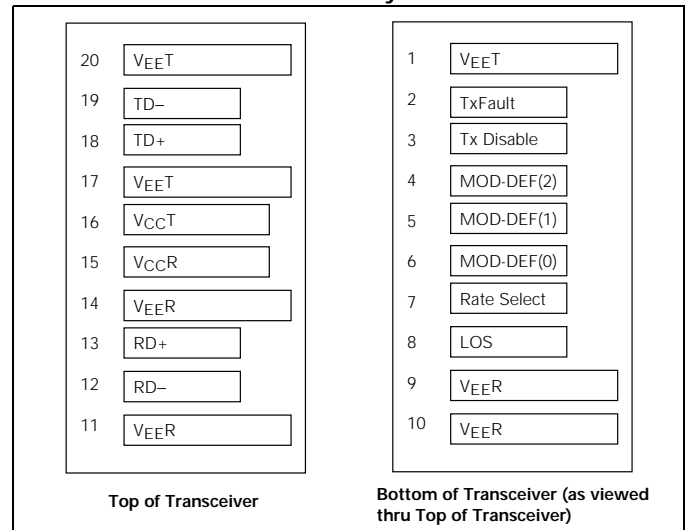 20 VEET
19 TD–
18 TD+
17 VEET
16 VCCT
15 VCCR
14 VEER
13 RD+
12 RD–
11 VEER
Top of Transceiver
1 VEET
2 TxFault
3 Tx Disable
4 MOD-DEF(2)
5 MOD-DEF(1)
6 MOD-DEF(0)
7 Rate Select
8 LOS
9 VEER
10 VEER
Bottom of Transceiver (as viewed
thru Top of Transceiver)